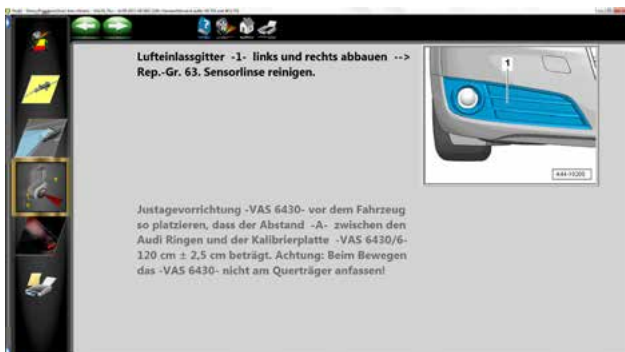 Lufteinlassgitter -1- links und rechts abbauen -->
Rep.-Gr. 63. Sensorlinse reinigen.
1
Justagevorrichtung -VAS 6430- vor dem Fahrzeug
so platzieren, dass der Abstand -A- zwischen den
Audi Ringen und der Kalibrierplatte -VAS 6430/6-
120 cm ± 2,5 cm beträgt. Achtung: Beim Bewegen
das -VAS 6430- nicht am Querträger anfassen!